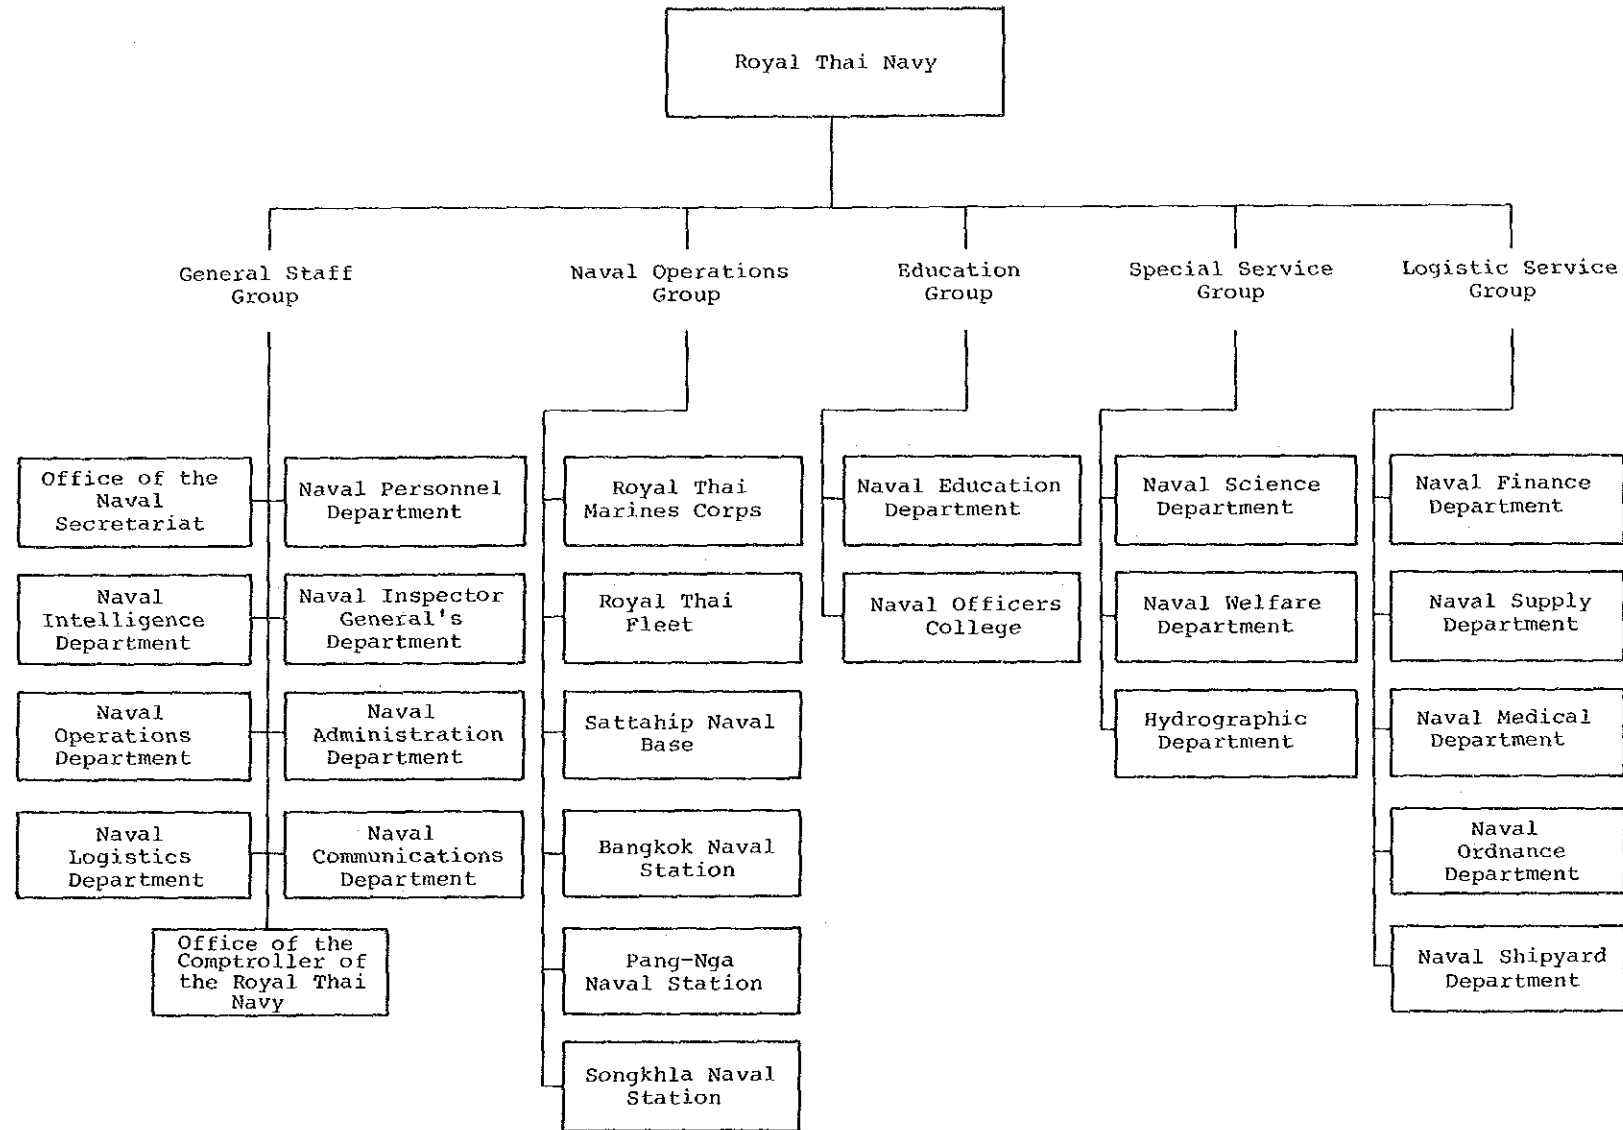 Royal Thai Navy
General Staff
Group
Naval Operations
Group
Education
Group
Special Service
Group
Logistic Service
Group
Office of the
Naval
Secretariat
Naval Personnel
Department
Naval
Intelligence
Department
Naval Inspector
General's
Department
Naval
Operations
Department
Naval
Administration
Department
Naval
Logistics
Department
Naval
Communications
Department
Office of the
Comptroller of
the Royal Thai
Navy
Royal Thai
Marines Corps
Royal Thai
Fleet
Sattahip Naval
Base
Bangkok Naval
Station
Pang-Nga
Naval Station
Songkhla Naval
Station
Naval Education
Department
Naval Officers
College
Naval Science
Department
Naval Welfare
Department
Hydrographic
Department
Naval Finance
Department
Naval Supply
Department
Naval Medical
Department
Naval
Ordnance
Department
Naval Shipyard
Department